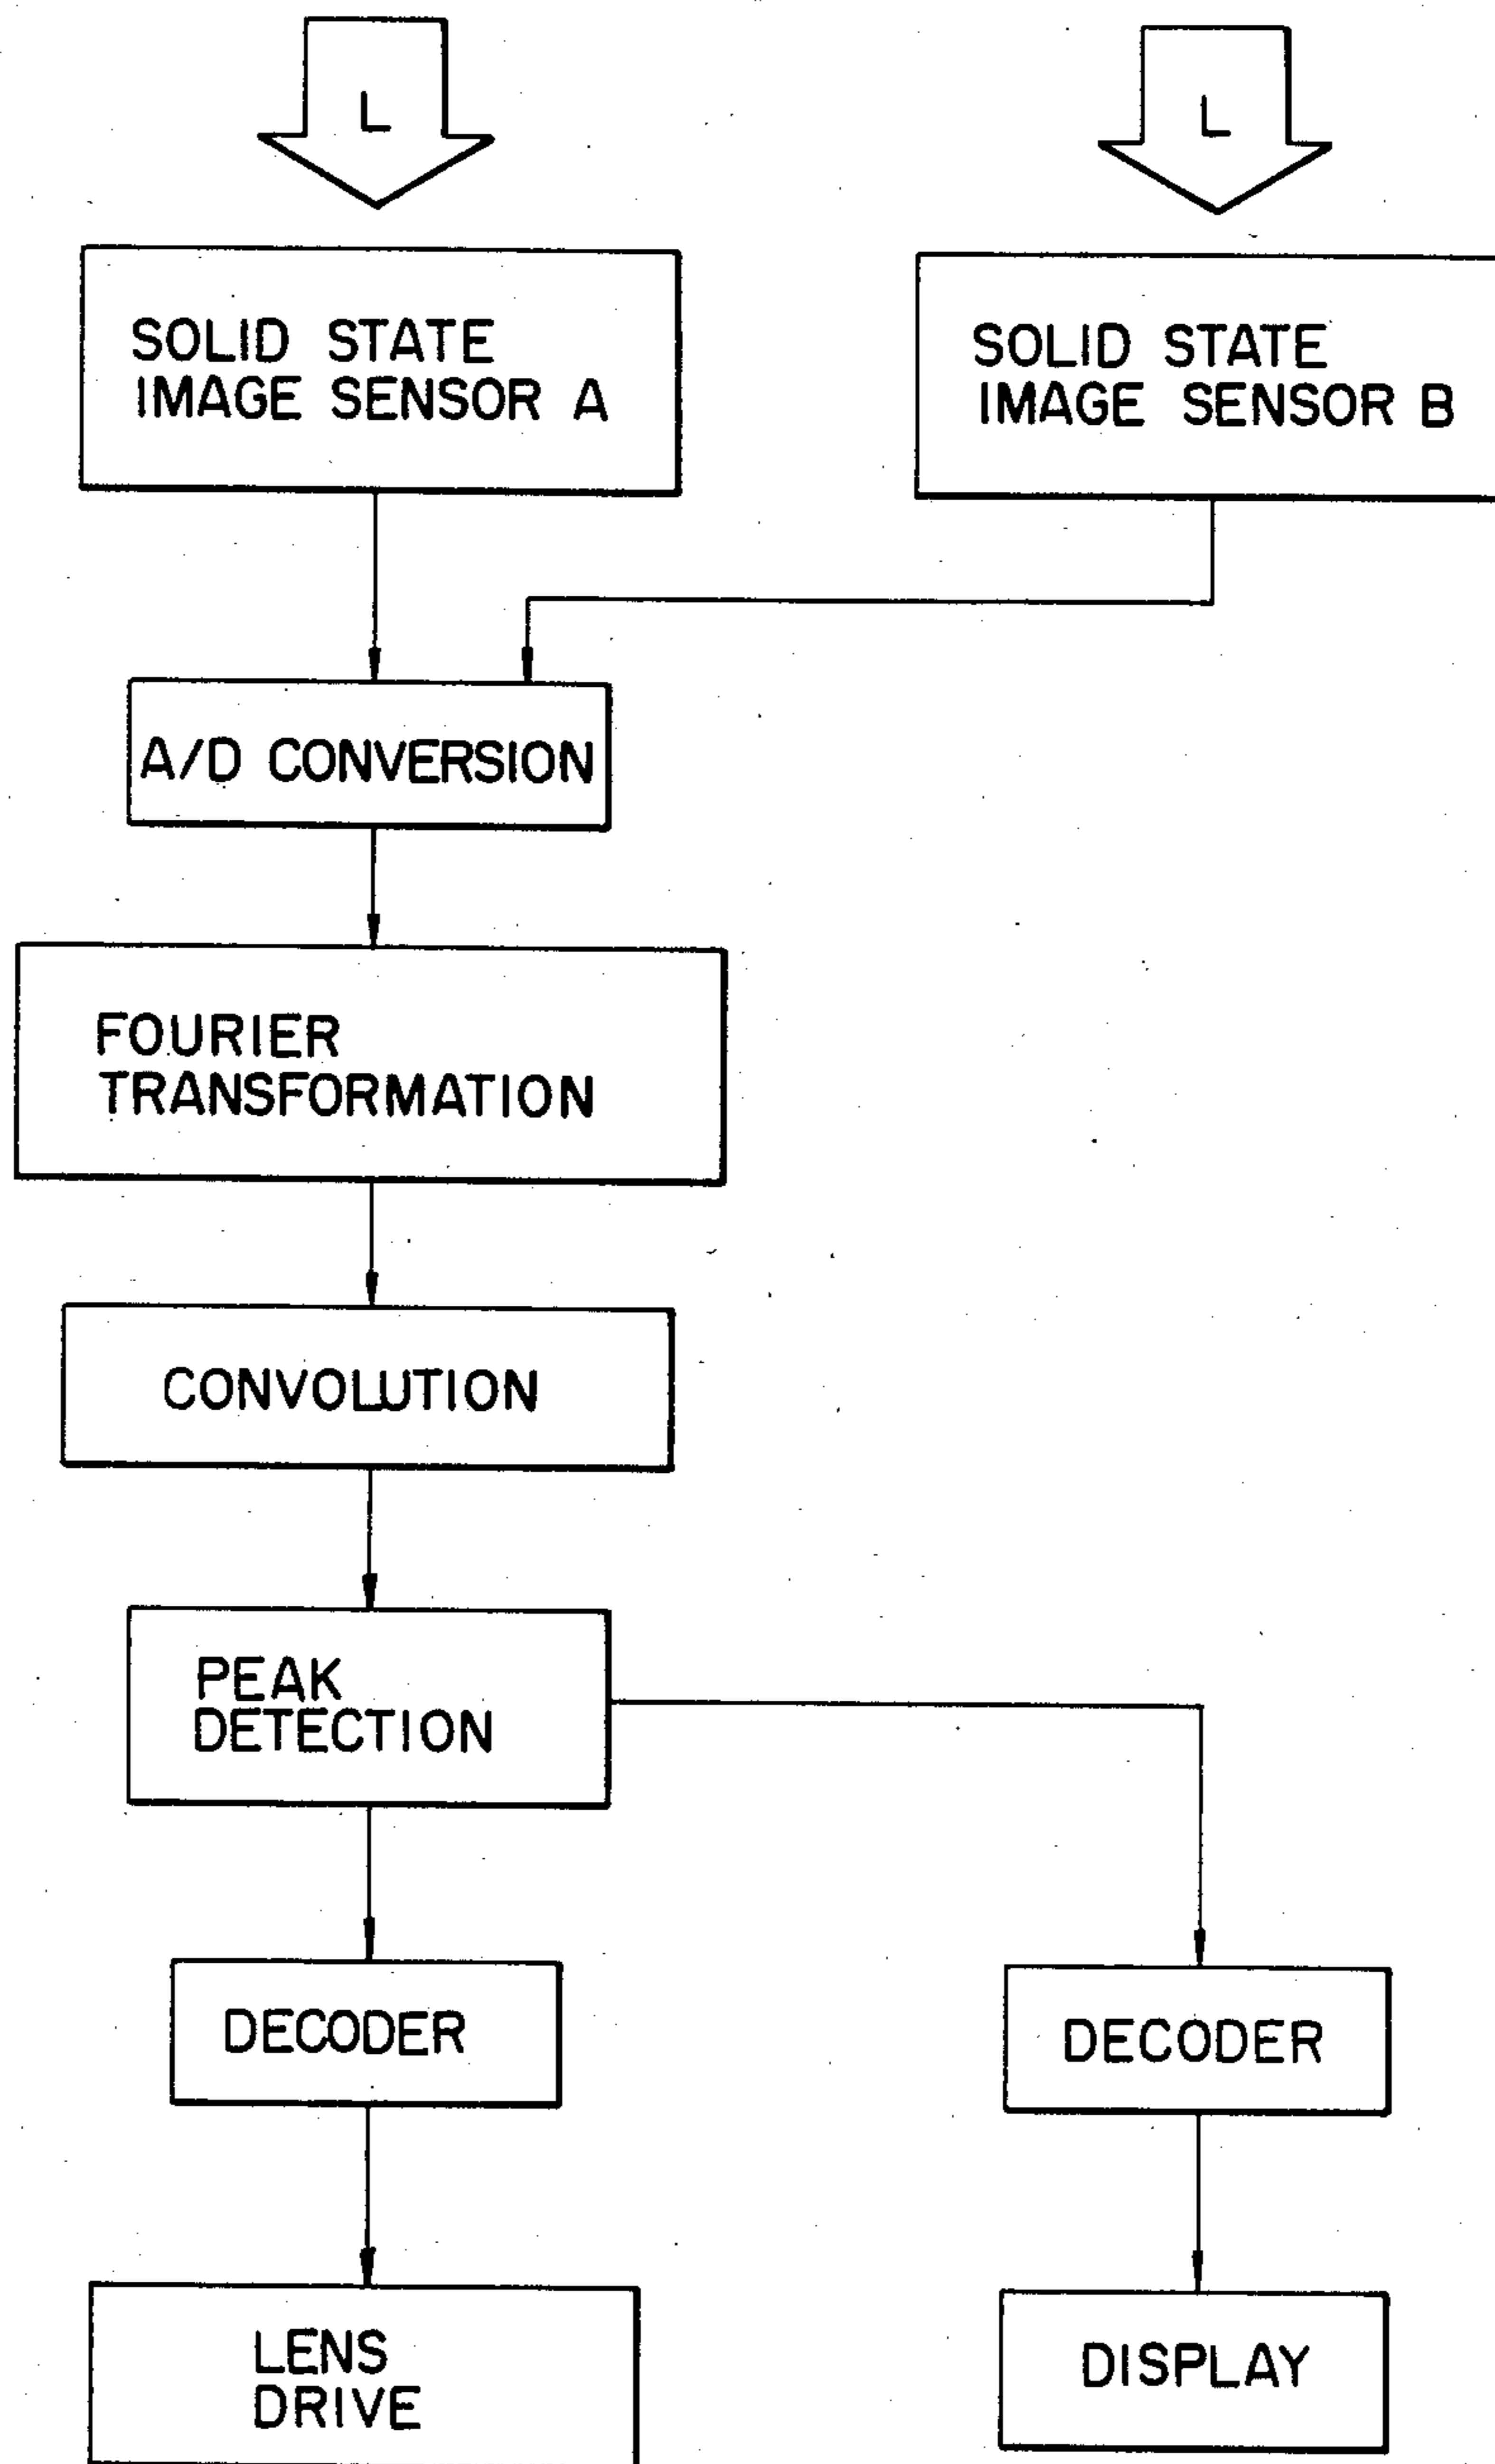 L
L
SOLID STATE
IMAGE SENSOR A
SOLID STATE
IMAGE SENSOR B
A/D CONVERSION
FOURIER
TRANSFORMATION
CONVOLUTION
PEAK
DETECTION
DECODER
DECODER
LENS
DRIVE
DISPLAY